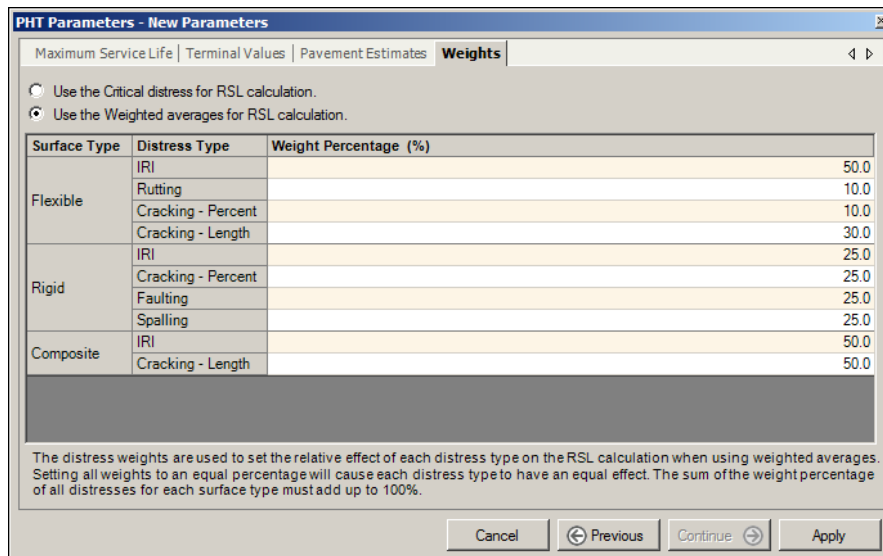 PHT Parameters - New Parameters
Maximum Service Life | Terminal Values | Pavement Estimates | Weights
Use the Critical distress for RSL calculation.
Use the Weighted averages for RSL calculation.
Surface Type Distress Type Weight Percentage (%)
Flexible
IRI 50.0
Rutting 10.0
Cracking - Percent 10.0
Cracking - Length 30.0
Rigid
IRI 25.0
Cracking - Percent 25.0
Faulting 25.0
Spalling 25.0
Composite
IRI 50.0
Cracking - Length 50.0
The distress weights are used to set the relative effect of each distress type on the RSL calculation when using weighted averages.
Setting all weights to an equal percentage will cause each distress type to have an equal effect. The sum of the weight percentage
of all distresses for each surface type must add up to 100%.
Cancel Previous Continue Apply